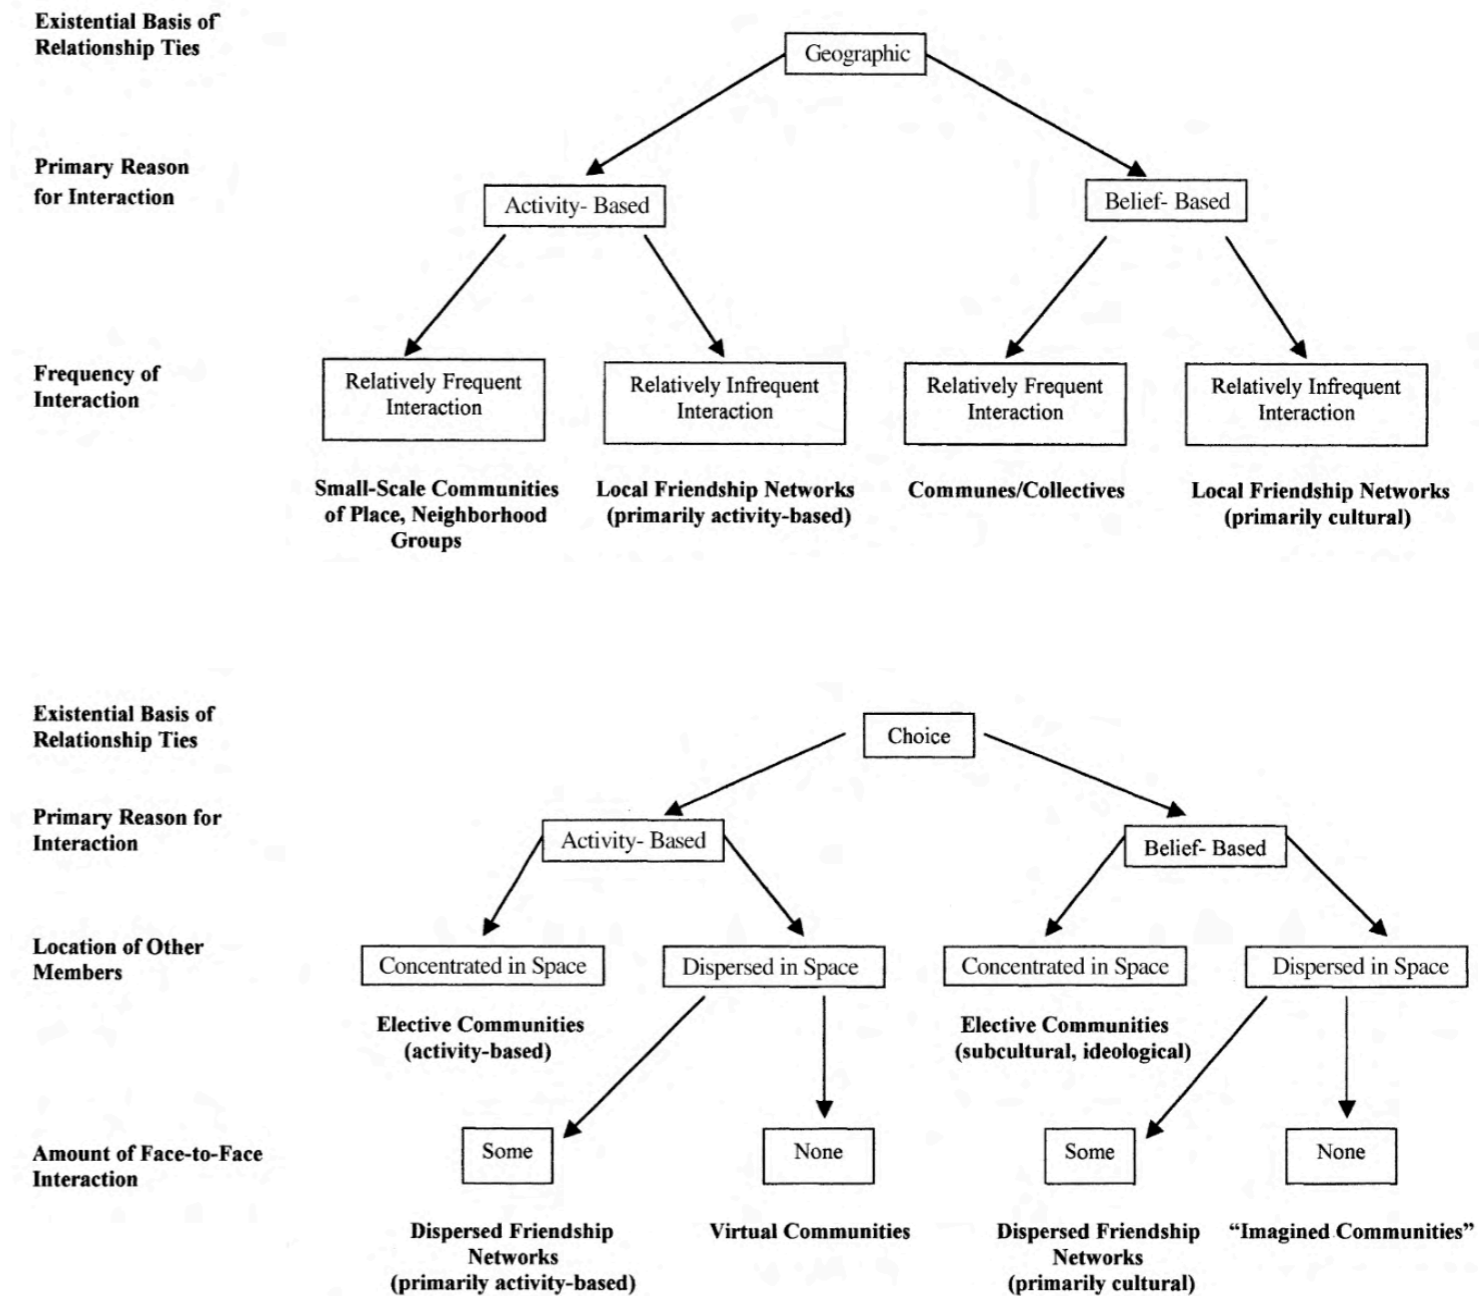 Existential Basis of
Relationship Ties
Geographic
Primary Reason
for Interaction
Activity- Based
Belief- Based
Frequency of
Interaction
Relatively Frequent
Interaction
Relatively Infrequent
Interaction
Relatively Frequent
Interaction
Relatively Infrequent
Interaction
Small-Scale Communities
of Place, Neighborhood
Groups
Local Friendship Networks
(primarily activity-based)
Communes/Collectives
Local Friendship Networks
(primarily cultural)
Existential Basis of
Relationship Ties
Choice
Primary Reason for
Interaction
Activity- Based
Belief- Based
Location of Other
Members
Concentrated in Space
Dispersed in Space
Concentrated in Space
Dispersed in Space
Elective Communities
(activity-based)
Elective Communities
(subcultural, ideological)
Amount of Face-to-Face
Interaction
Some
None
Some
None
Dispersed Friendship
Networks
(primarily activity-based)
Virtual Communities
Dispersed Friendship
Networks
(primarily cultural)
“Imagined Communities”